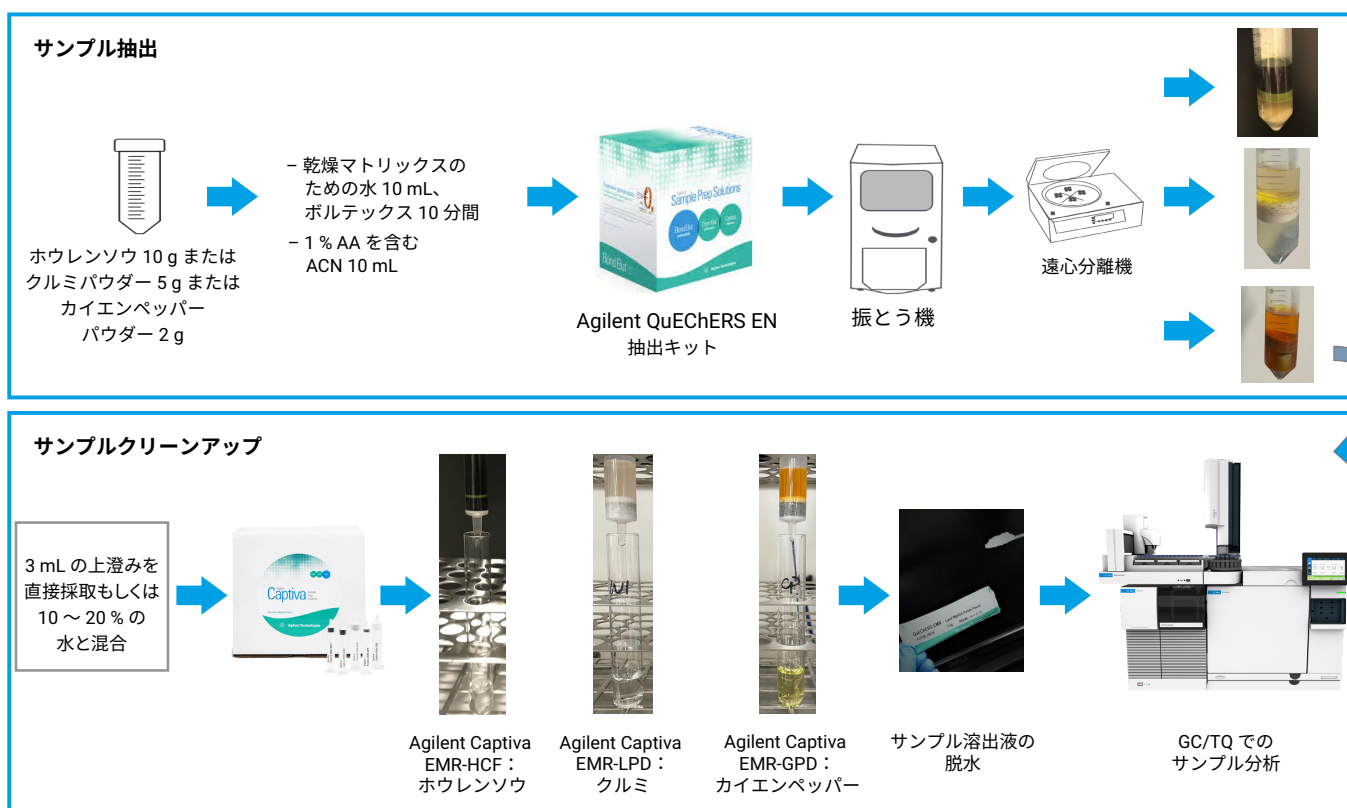 サンプル抽出
ホウレンソウ 10 g または
クルミパウダー 5 g または
カイエンペッパー
パウダー 2 g
– 乾燥マトリックスの
ための水 10 mL、
ボルテックス 10 分間
– 1 % AA を含む
ACN 10 mL
Sample Prep Solutions
Bond Elut
Agilent Technologies
Agilent QuEChERS EN
抽出キット
振とう機
遠心分離機
サンプルクリーンアップ
3 mL の上澄みを
直接採取もしくは
10 ～ 20 % の
水と混合
Captiva
Agilent Technologies
Agilent Captiva
EMR-HCF：
ホウレンソウ
Agilent Captiva
EMR-LPD：
クルミ
Agilent Captiva
EMR-GPD：
カイエンペッパー
QuEChERS EMR
サンプル溶出液の
脱水
GC/TQ での
サンプル分析